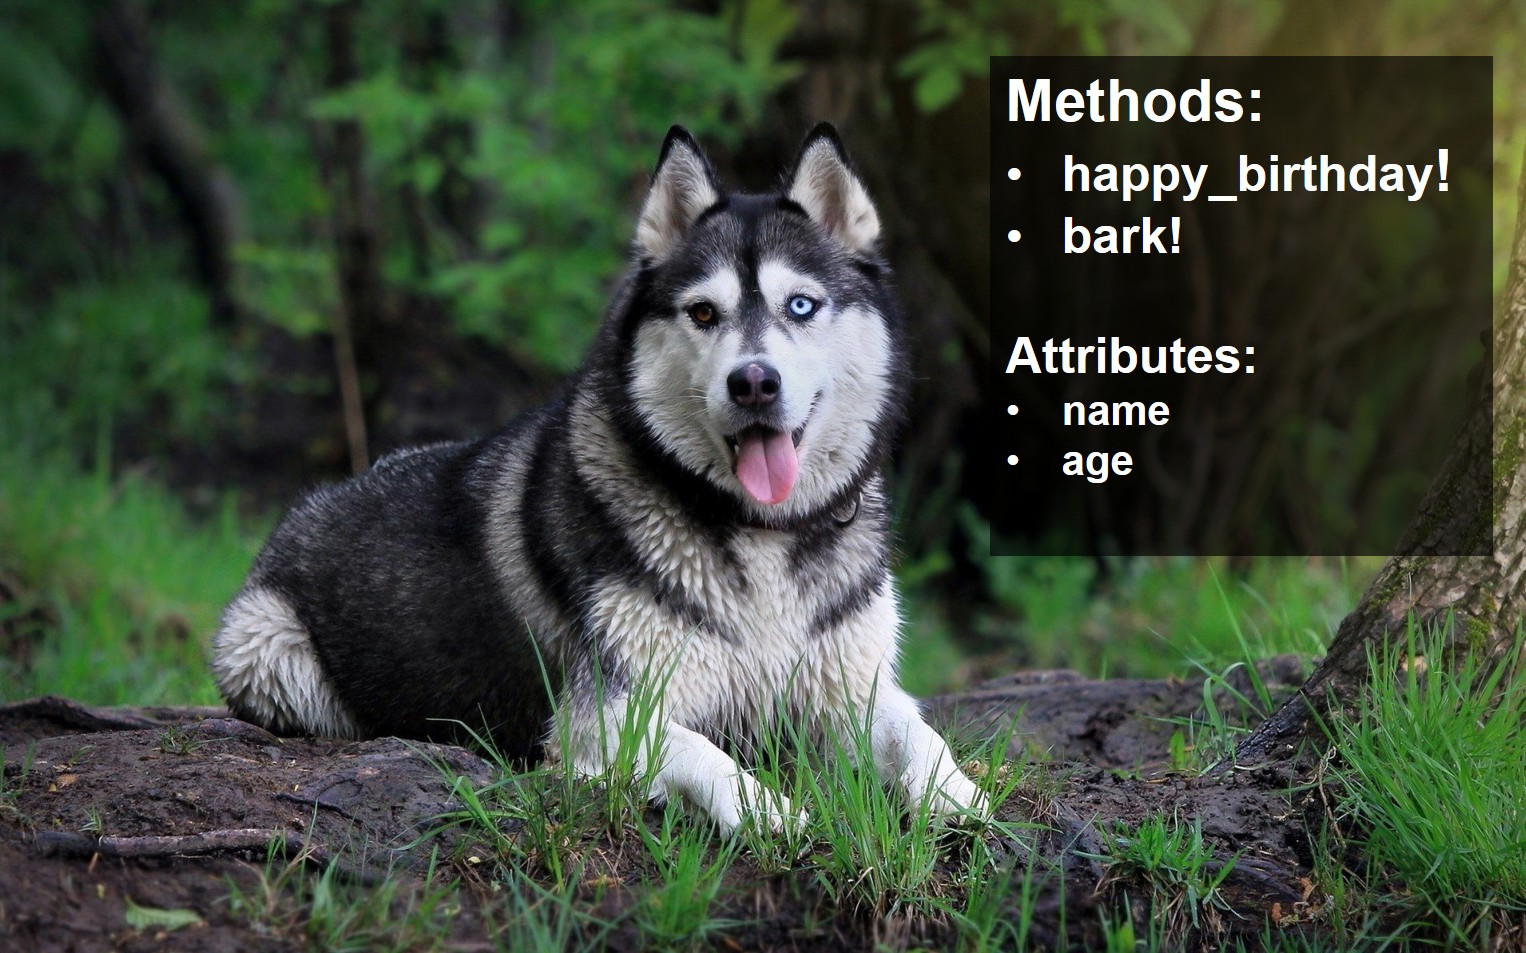 Methods:
• happy_birthday!
• bark!
Attributes:
• name
• age